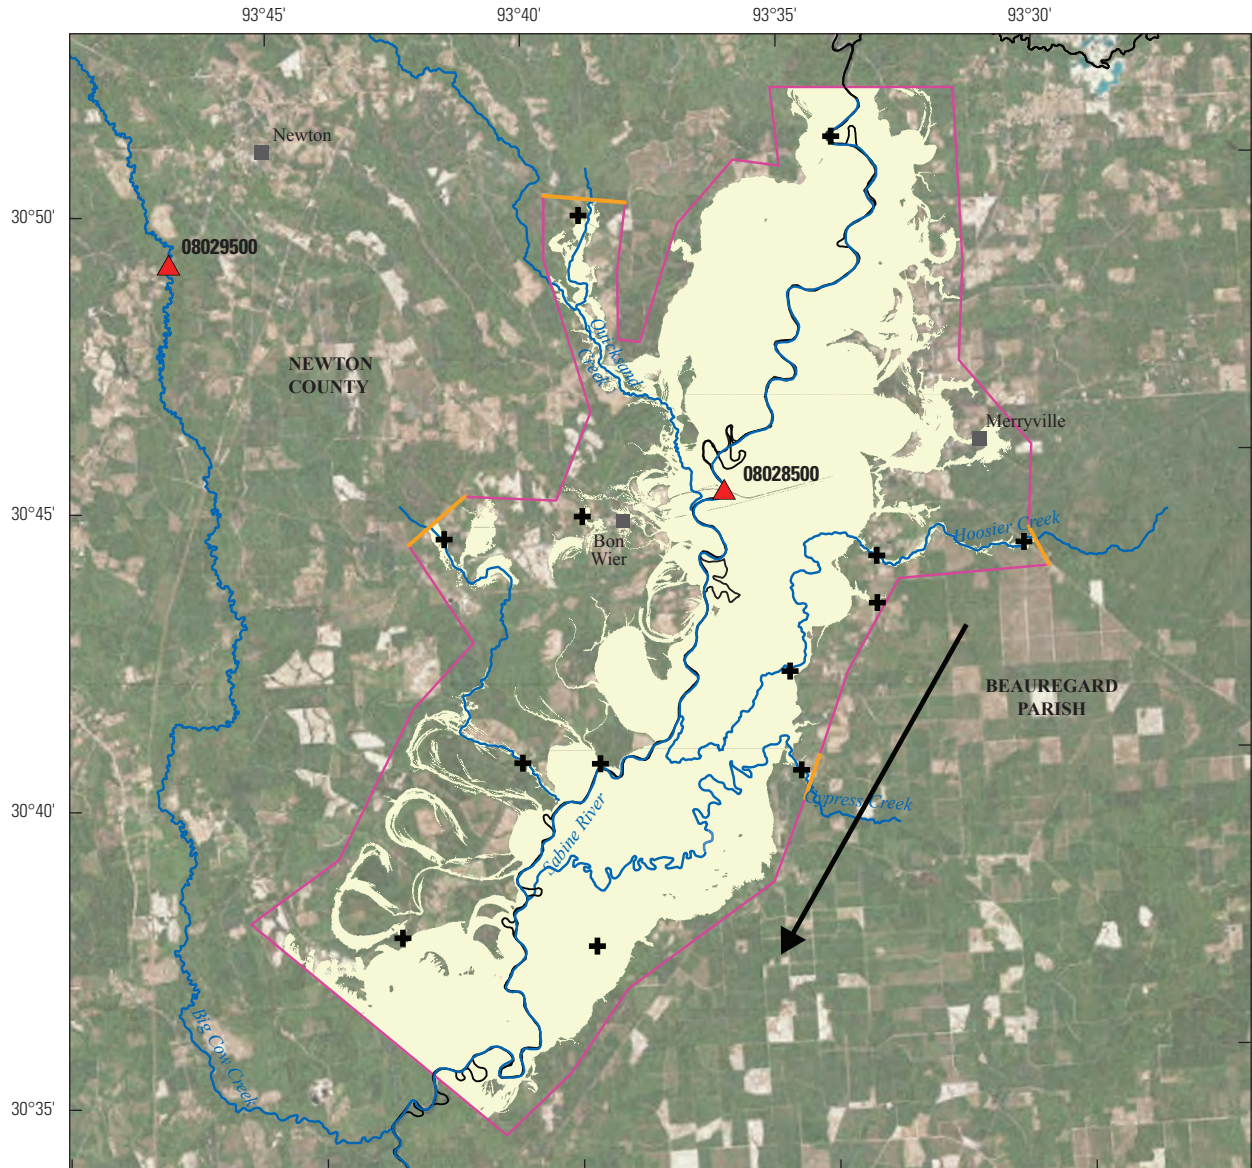 93°45'
93°40'
93°35'
93°30'
Newton
30°50'
08029500
Quicksand
Creek
NEWTON
COUNTY
Merryville
08028500
30°45'
Hoosier Creek
Bon
Wier
BEAUREGARD
PARISH
30°40'
Cypress Creek
Sabine River
Big Cow Creek
30°35'